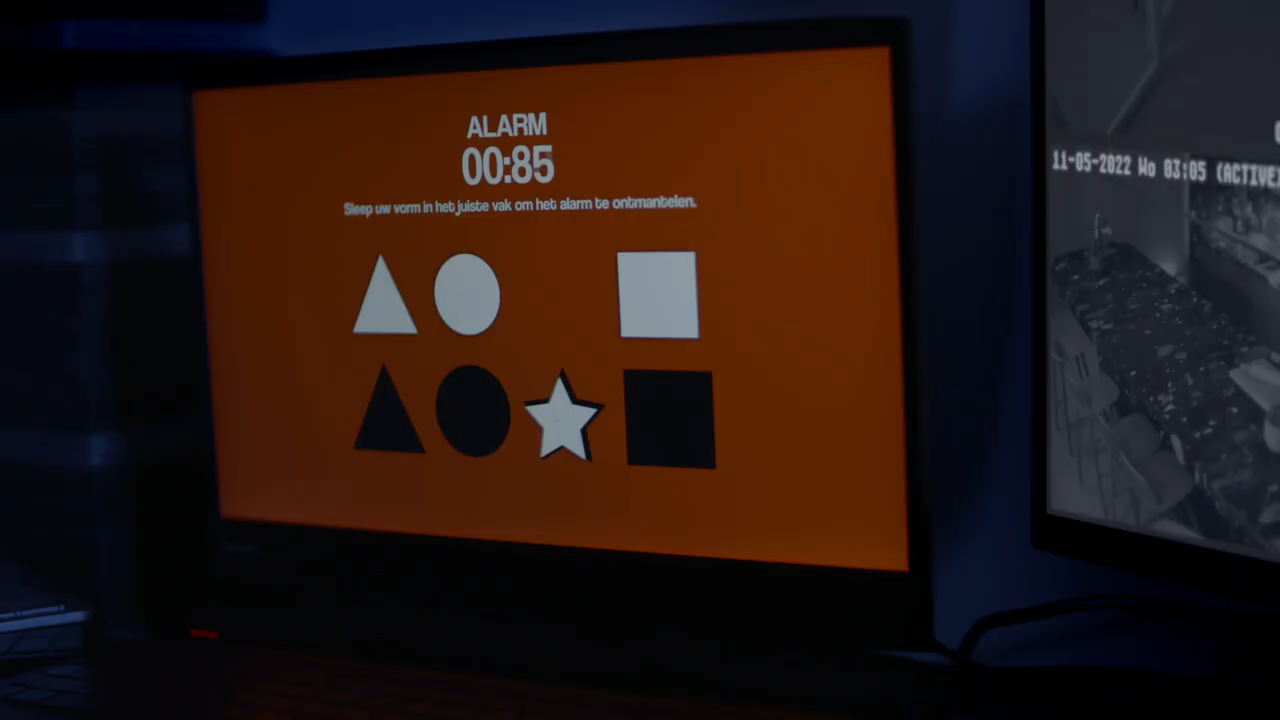 ALARM
00:85
Sleep uw vorm in het juiste vak om het alarm te ontmantelen.
11-05-2022 Wo 03:05 (ACTIVE)